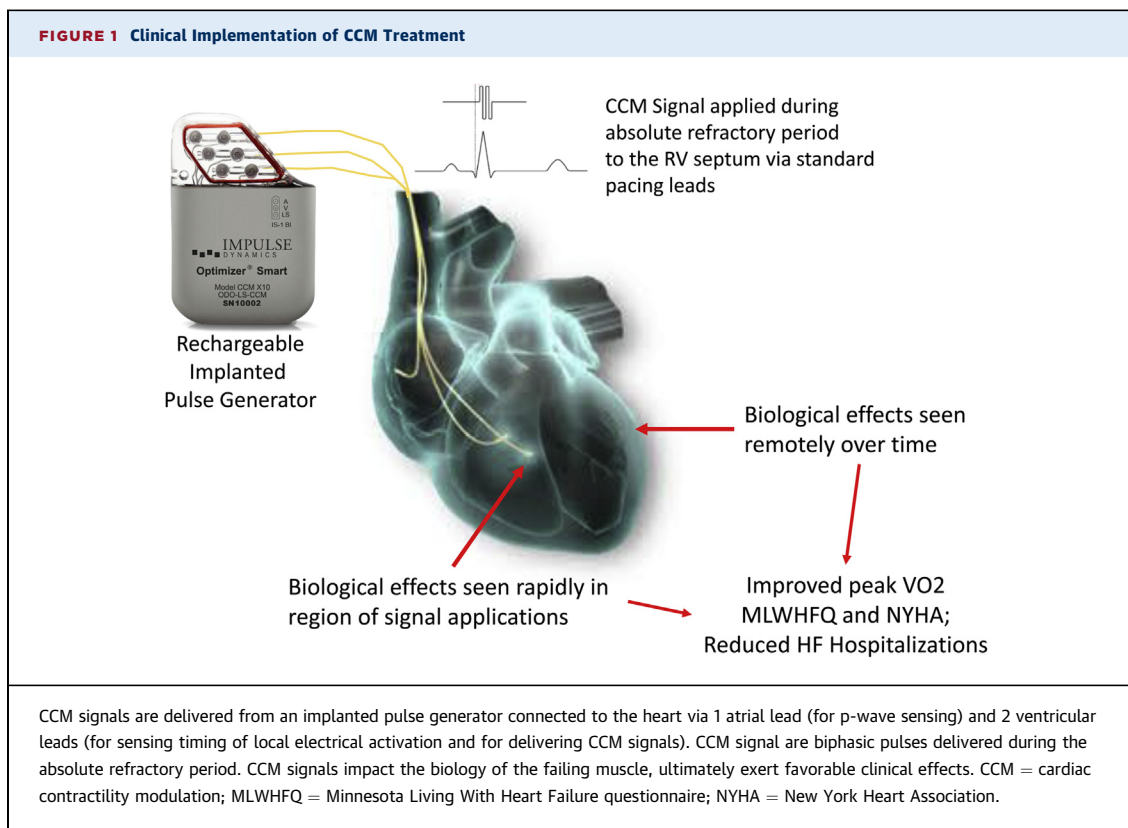 FIGURE 1 Clinical Implementation of CCM Treatment
CCM Signal applied during
absolute refractory period
to the RV septum via standard
pacing leads
A
V
LS
IS-1 BI
IMPULSE
DYNAMICS
Optimizer® Smart
Model CCM X10
ODO-LS-CCM
SN10002
Rechargeable
Implanted
Pulse Generator
Biological effects seen
remotely over time
Biological effects seen rapidly in
region of signal applications
Improved peak VO2
MLWHFQ and NYHA;
Reduced HF Hospitalizations
CCM signals are delivered from an implanted pulse generator connected to the heart via 1 atrial lead (for p-wave sensing) and 2 ventricular
leads (for sensing timing of local electrical activation and for delivering CCM signals). CCM signal are biphasic pulses delivered during the
absolute refractory period. CCM signals impact the biology of the failing muscle, ultimately exert favorable clinical effects. CCM = cardiac
contractility modulation; MLWHFQ = Minnesota Living With Heart Failure questionnaire; NYHA = New York Heart Association.